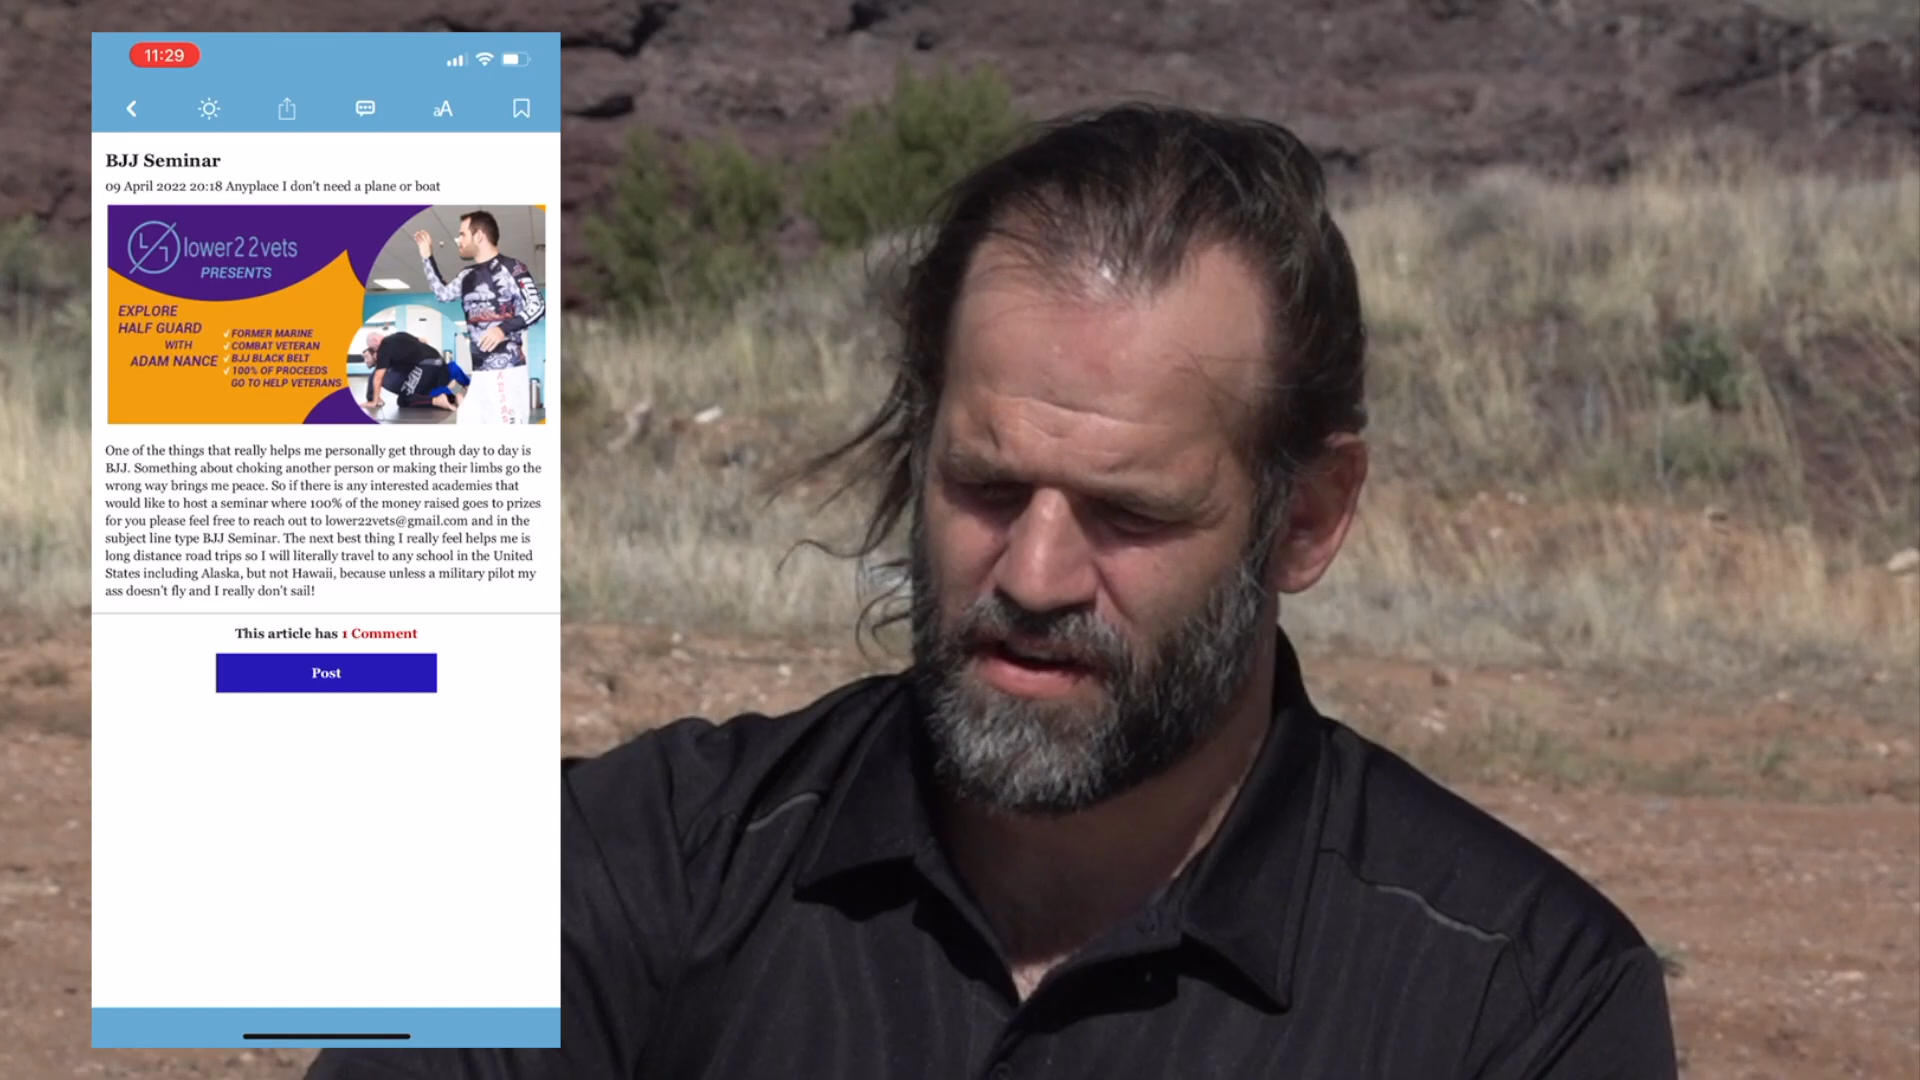 11:29
aA
BJJ Seminar
09 April 2022 20:18 Anyplace I don't need a plane or boat
lower22vets
PRESENTS
EXPLORE
HALF GUARD
WITH
ADAM NANCE
√ FORMER MARINE
√ COMBAT VETERAN
√ BJJ BLACK BELT
√ 100% OF PROCEEDS
GO TO HELP VETERANS
One of the things that really helps me personally get through day to day is
BJJ. Something about choking another person or making their limbs go the
wrong way brings me peace. So if there is any interested academies that
would like to host a seminar where 100% of the money raised goes to prizes
for you please feel free to reach out to lower22vets@gmail.com and in the
subject line type BJJ Seminar. The next best thing I really feel helps me is
long distance road trips so I will literally travel to any school in the United
States including Alaska, but not Hawaii, because unless a military pilot my
ass doesn't fly and I really don't sail!
This article has 1 Comment
Post